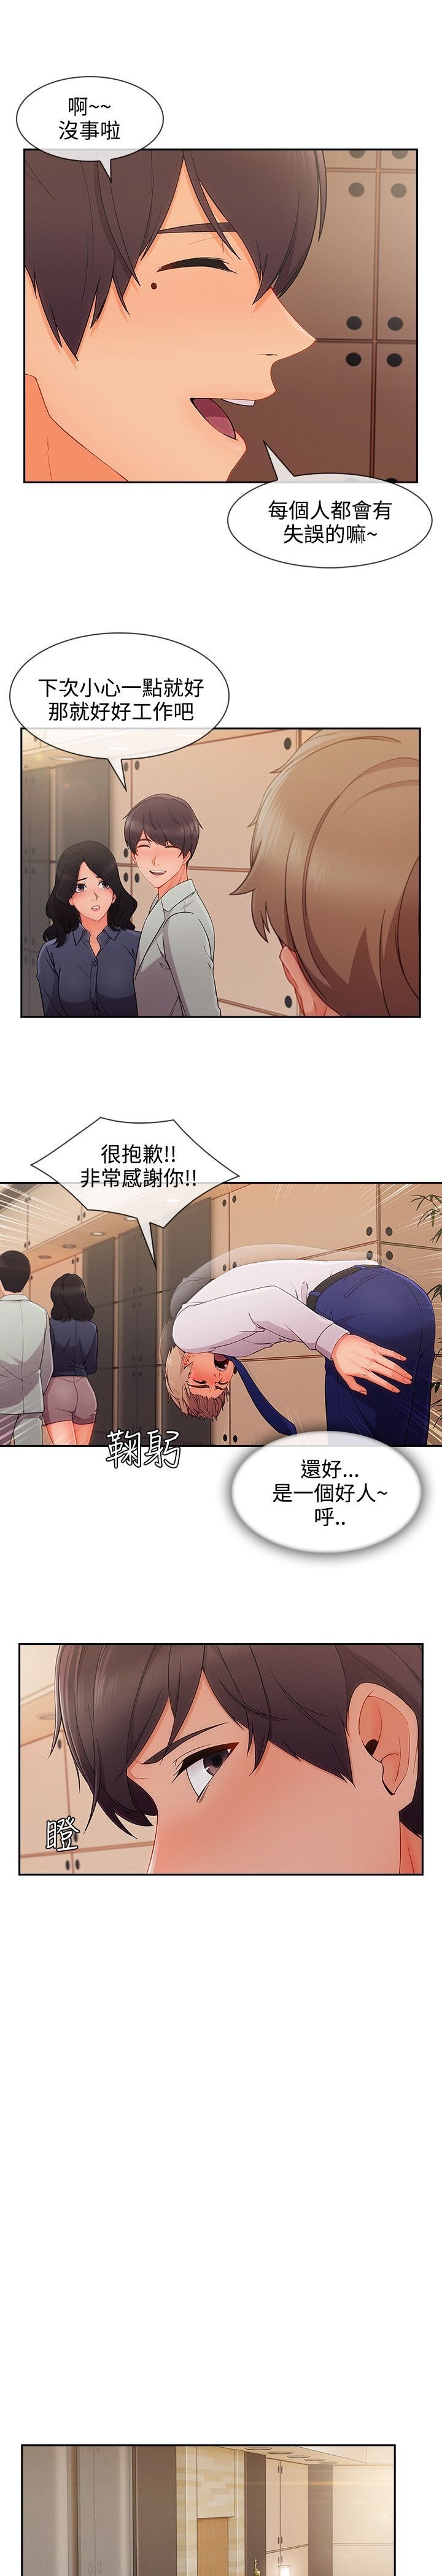 啊~~
沒事啦
每個人都會有
失誤的嘛~
下次小心一點就好
那就好好工作吧
很抱歉!!
非常感謝你!!
鞠躬
還好...
是一個好人~
呼..
瞪